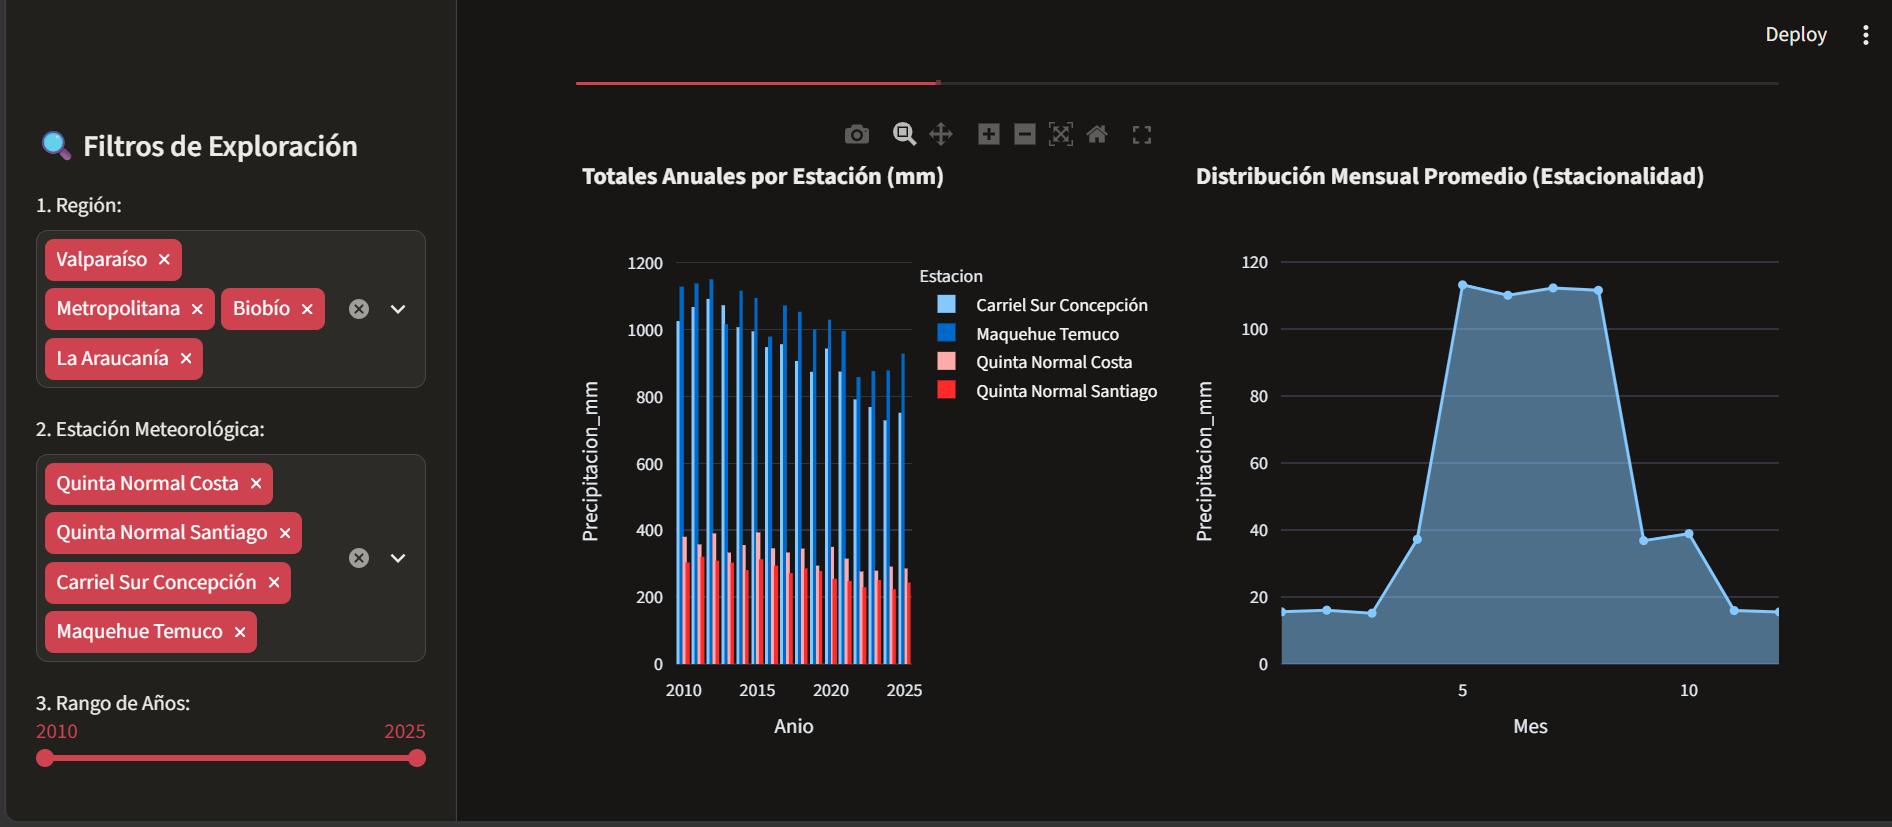 Deploy
Filtros de Exploración
1. Región:
Valparaíso
Metropolitana
Biobío
La Araucanía
2. Estación Meteorológica:
Quinta Normal Costa
Quinta Normal Santiago
Carriel Sur Concepción
Maquehue Temuco
3. Rango de Años:
2010 2025
Totales Anuales por Estación (mm)
Precipitacion_mm
1200
1000
800
600
400
200
0
2010 2015 2020 2025
Anio
Estacion
Carriel Sur Concepción
Maquehue Temuco
Quinta Normal Costa
Quinta Normal Santiago
Distribución Mensual Promedio (Estacionalidad)
Precipitacion_mm
120
100
80
60
40
20
0
5 10
Mes